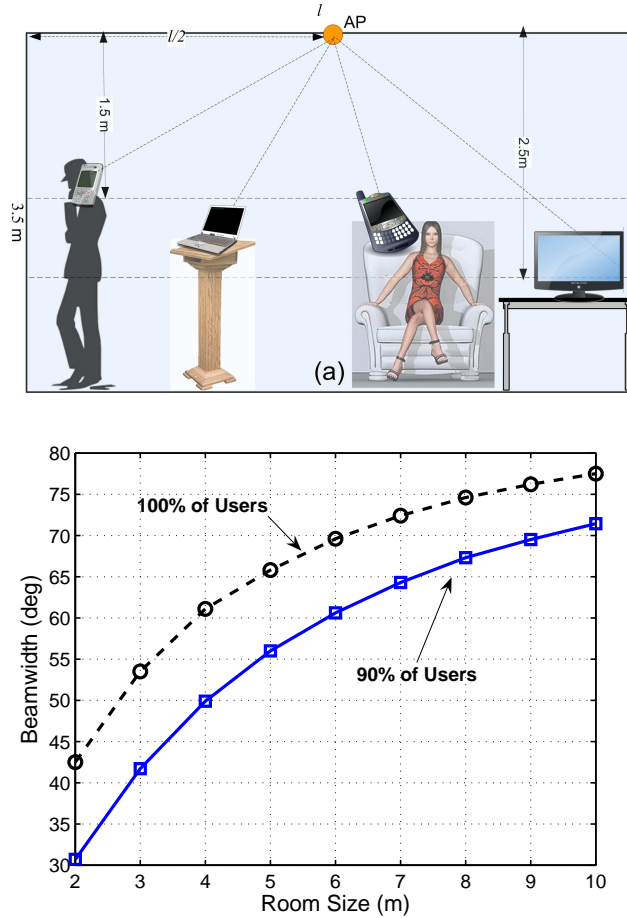 l
AP
l/2
1.5 m
2.5m
3.5 m
(a)
80
75
70
65
60
55
50
45
40
35
30
Beamwidth (deg)
100% of Users
90% of Users
2 3 4 5 6 7 8 9 10
Room Size (m)